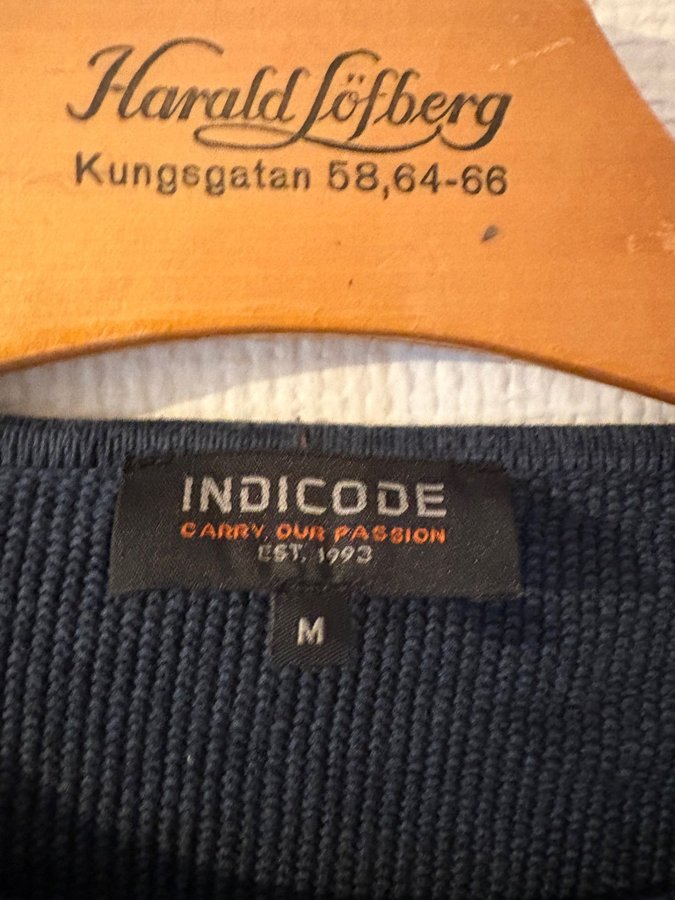 Harald Löfberg
Kungsgatan 58,64-66
INDICODE
CARRY OUR PASSION
EST. 1993
M